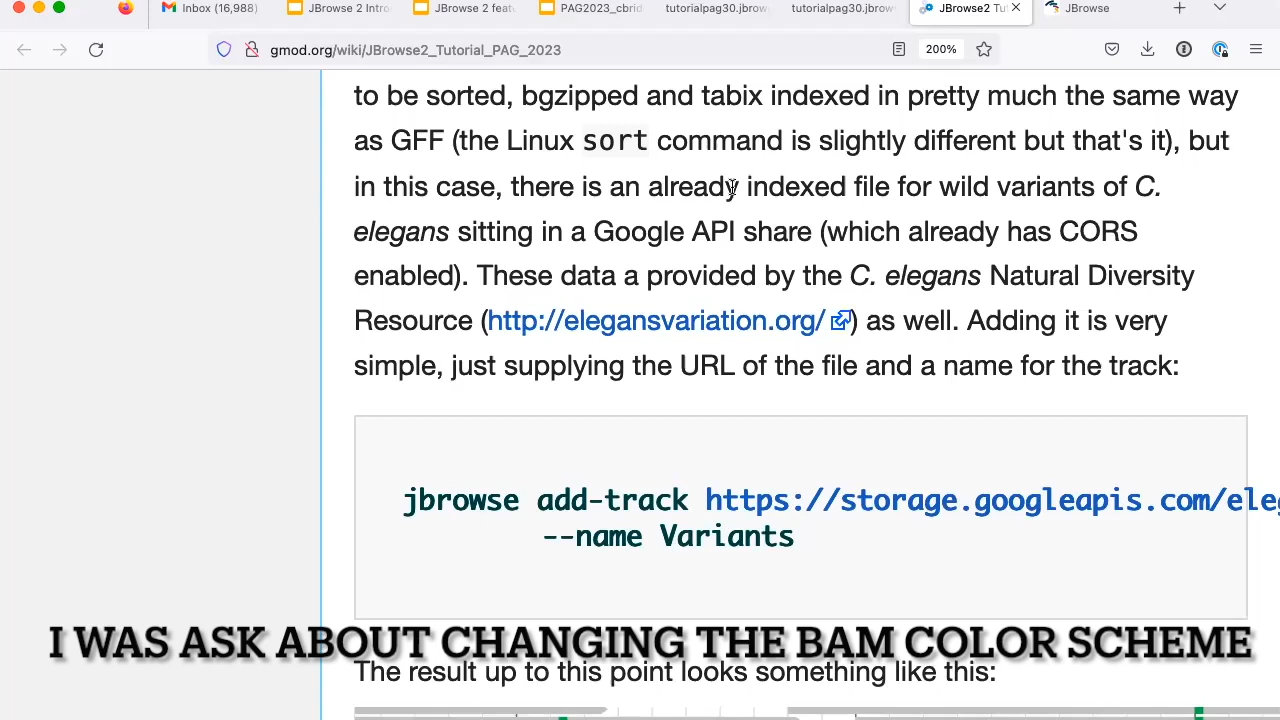 Inbox (16,988)
JBrowse 2 Intro
JBrowse 2 feat
PAG2023_cbrid
tutorialpag30.jbrow
tutorialpag30.jbrow
JBrowse2 Tut
JBrowse
gmod.org/wiki/JBrowse2_Tutorial_PAG_2023
200%
to be sorted, bgzipped and tabix indexed in pretty much the same way
as GFF (the Linux sort command is slightly different but that's it), but
in this case, there is an already indexed file for wild variants of C.
elegans sitting in a Google API share (which already has CORS
enabled). These data a provided by the C. elegans Natural Diversity
Resource (http://elegansvariation.org/) as well. Adding it is very
simple, just supplying the URL of the file and a name for the track:
jbrowse add-track https://storage.googleapis.com/eleg
--name Variants
I WAS ASK ABOUT CHANGING THE BAM COLOR SCHEME
The result up to this point looks something like this: